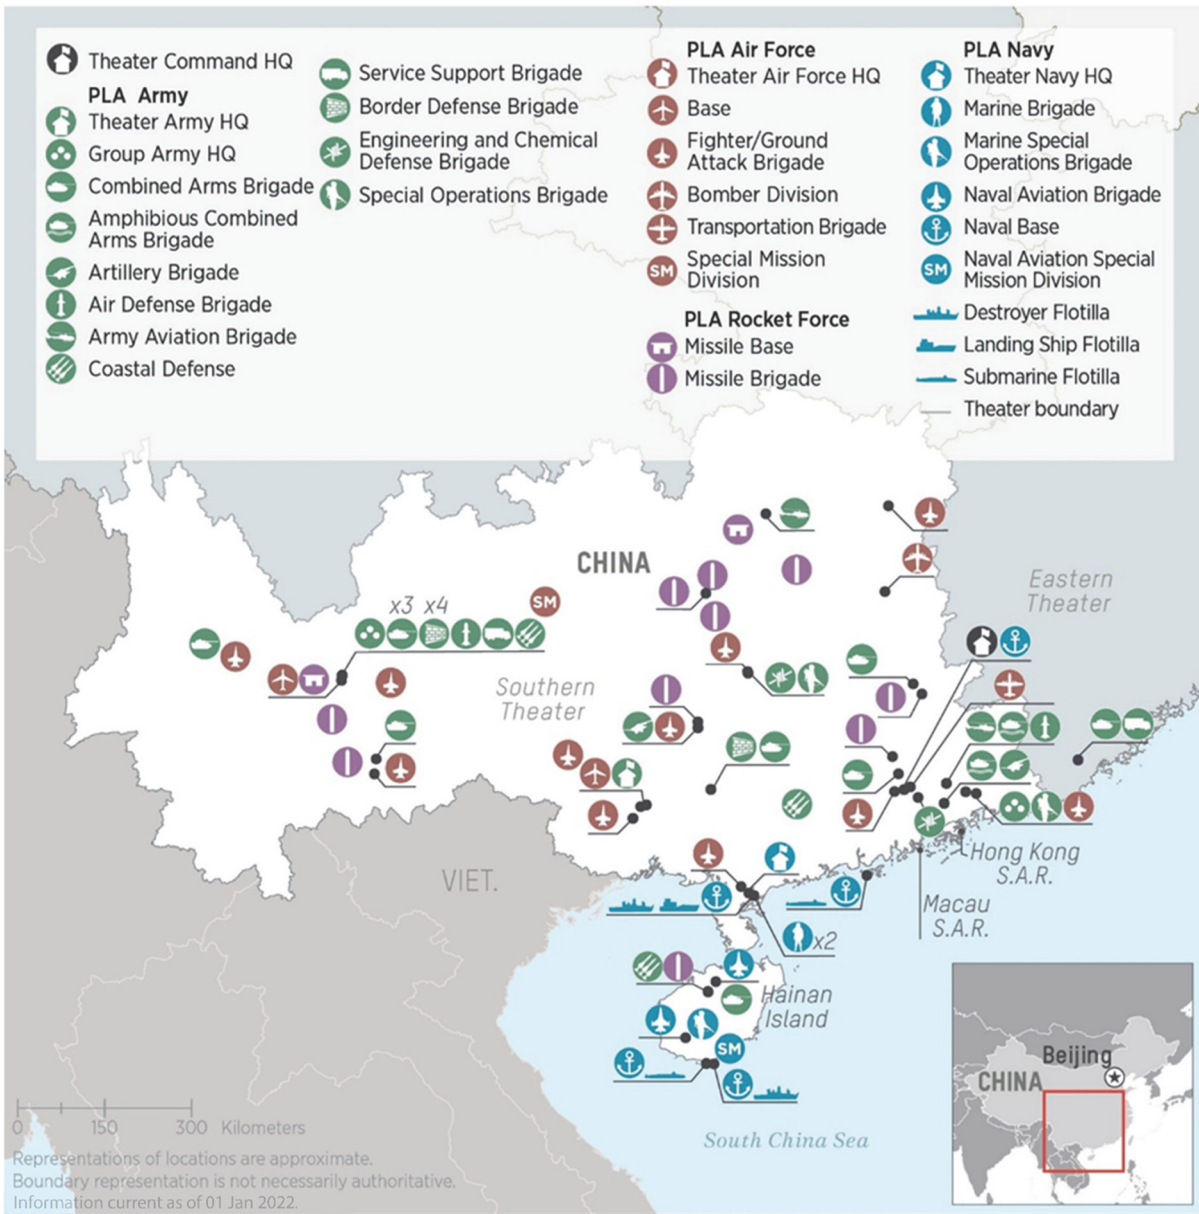 Theater Command HQ
PLA Army
Theater Army HQ
Group Army HQ
Combined Arms Brigade
Amphibious Combined
Arms Brigade
Artillery Brigade
Air Defense Brigade
Army Aviation Brigade
Coastal Defense
Service Support Brigade
Border Defense Brigade
Engineering and Chemical
Defense Brigade
Special Operations Brigade
PLA Air Force
Theater Air Force HQ
Base
Fighter/Ground
Attack Brigade
Bomber Division
Transportation Brigade
SM
Special Mission
Division
PLA Rocket Force
Missile Base
Missile Brigade
PLA Navy
Theater Navy HQ
Marine Brigade
Marine Special
Operations Brigade
Naval Aviation Brigade
Naval Base
SM
Naval Aviation Special
Mission Division
Destroyer Flotilla
Landing Ship Flotilla
Submarine Flotilla
Theater boundary
CHINA
Eastern
Theater
x3 x4
SM
Southern
Theater
VIET.
Hong Kong
S.A.R.
Macau
S.A.R.
x2
Hainan
Island
SM
South China Sea
Beijing
CHINA
0 150 300 Kilometers
Representations of locations are approximate.
Boundary representation is not necessarily authoritative.
Information current as of 01 Jan 2022.